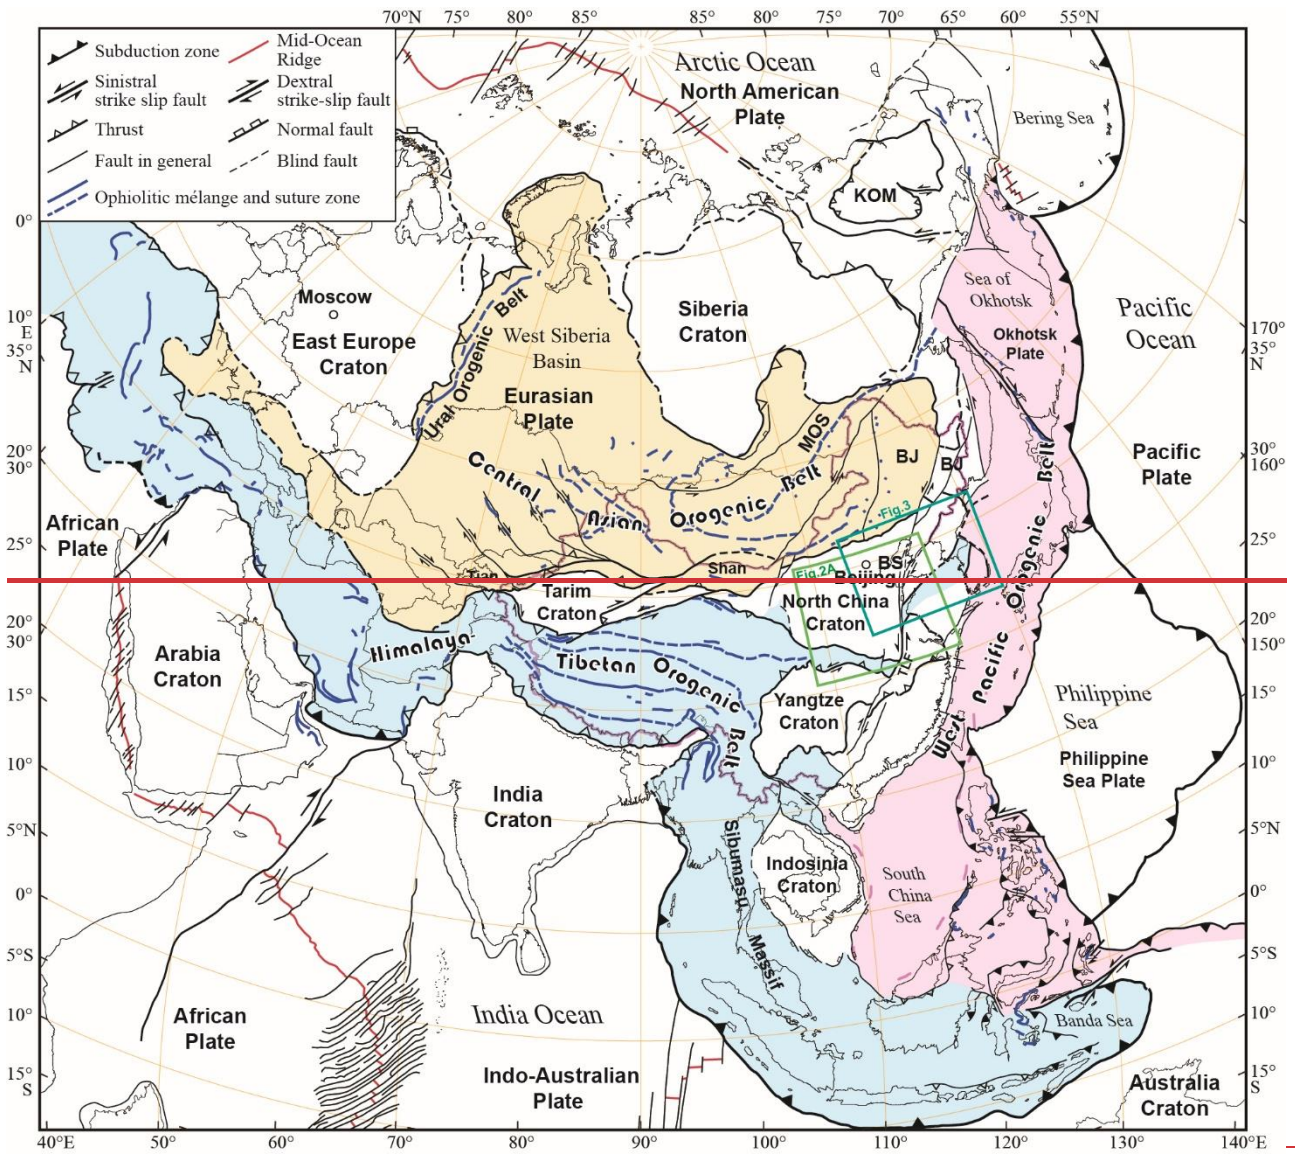 70°N 75° 80° 85° 85° 80° 75° 70° 65° 60° 55°N
Subduction zone
Mid-Ocean
Ridge
Sinistral
strike slip fault
Dextral
strike-slip fault
Thrust
Normal fault
Fault in general
Blind fault
Ophiolitic mélange and suture zone
Arctic Ocean
North American
Plate
Bering Sea
KOM
0°
10°
E
35°
N
20°
30°
25°
20°
30°
15°
10°
5°N
0°
5°S
10°
15°
S
Moscow
East Europe
Craton
Ural Orogenic Belt
West Siberia
Basin
Eurasian
Plate
Siberia
Craton
Sea of
Okhotsk
Okhotsk
Plate
Pacific
Ocean
170°
35°
N
30°
160°
25°
20°
150°
15°
10°
5°N
0°
5°S
10°
15°
S
Central Asian Orogenic Belt
MOS
BJ
BJ
Pacific
Plate
African
Plate
Fig.3
Fig.2A
BS
Beijing
Tian
Shan
Tarim
Craton
North China
Craton
TLF
West Pacific Orogenic Belt
Arabia
Craton
Himalaya-
Tibetan Orogenic Belt
Yangtze
Craton
Philippine
Sea
Philippine
Sea Plate
India
Craton
Sibumasu Massif
Indosinia
Craton
South
China
Sea
African
Plate
India Ocean
Banda Sea
Indo-Australian
Plate
Australia
Craton
40°E 50° 60° 70° 80° 90° 100° 110° 120° 130° 140°E